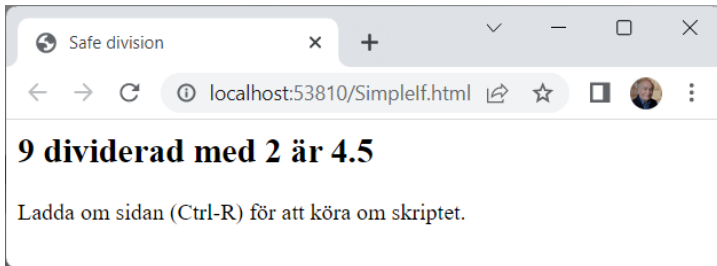 Safe division
localhost:53810/SimpleIf.html
9 dividerad med 2 är 4.5
Ladda om sidan (Ctrl-R) för att köra om skriptet.